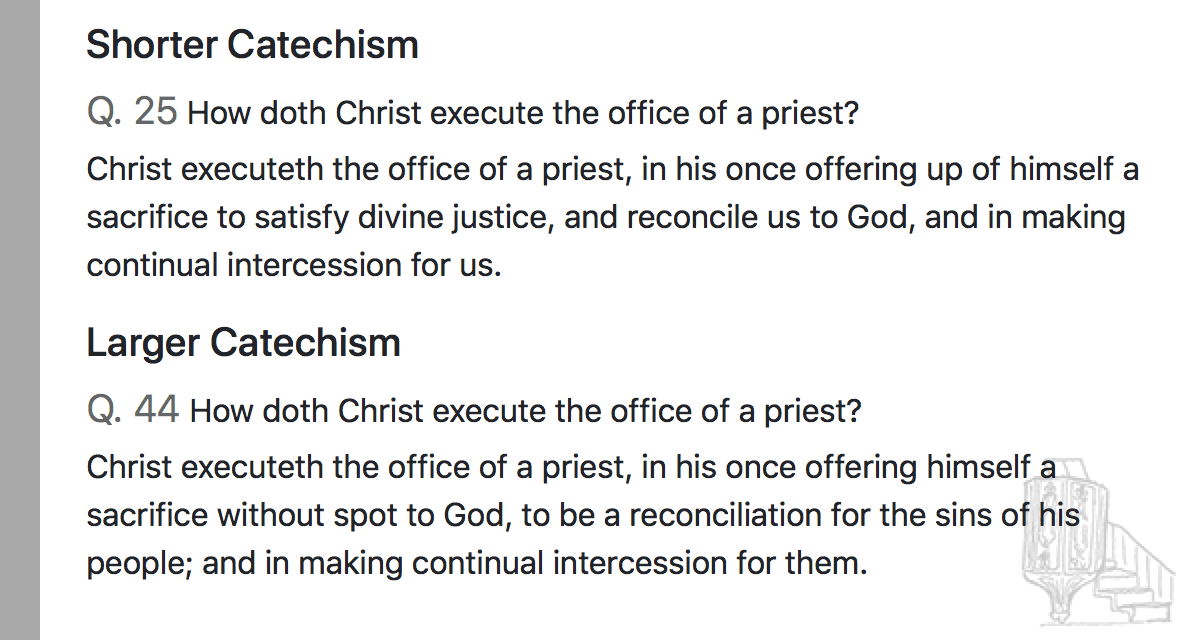 Shorter Catechism
Q. 25 How doth Christ execute the office of a priest?
Christ executeth the office of a priest, in his once offering up of himself a
sacrifice to satisfy divine justice, and reconcile us to God, and in making
continual intercession for us.
Larger Catechism
Q. 44 How doth Christ execute the office of a priest?
Christ executeth the office of a priest, in his once offering himself a
sacrifice without spot to God, to be a reconciliation for the sins of his
people; and in making continual intercession for them.